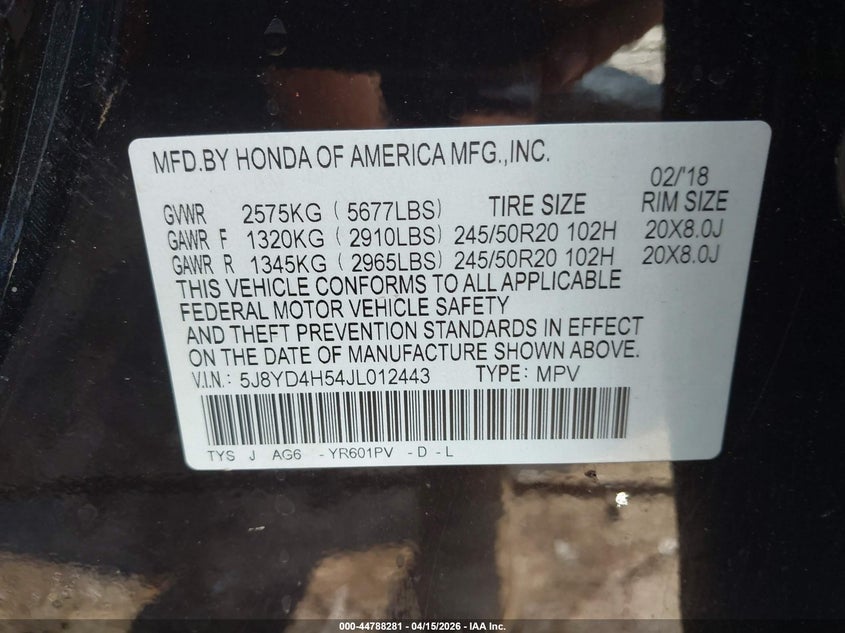 MFD.BY HONDA OF AMERICA MFG.,INC.
02/'18
GVWR 2575KG ( 5677LBS) TIRE SIZE RIM SIZE
GAWR F 1320KG ( 2910LBS) 245/50R20 102H 20X8.0J
GAWR R 1345KG ( 2965LBS) 245/50R20 102H 20X8.0J
THIS VEHICLE CONFORMS TO ALL APPLICABLE
FEDERAL MOTOR VEHICLE SAFETY
AND THEFT PREVENTION STANDARDS IN EFFECT
ON THE DATE OF MANUFACTURE SHOWN ABOVE.
V.I.N.: 5J8YD4H54JL012443 TYPE: MPV
TYS J AG6 -YR601PV -D -L
000-44788281 - 04/15/2026 - IAA Inc.